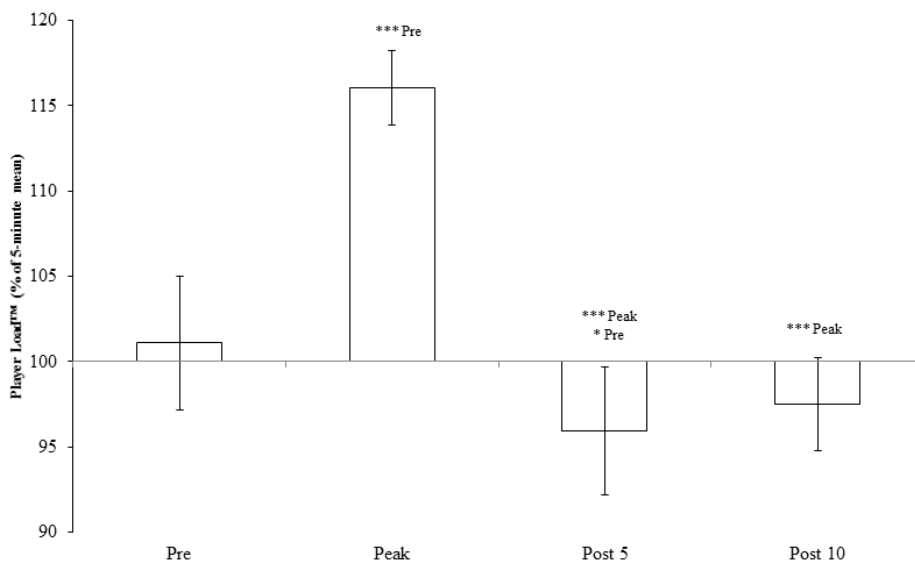 Player Load™ (% of 5-minute mean)
120
115
110
105
100
95
90
*** Pre
*** Peak
* Pre
*** Peak
Pre
Peak
Post 5
Post 10